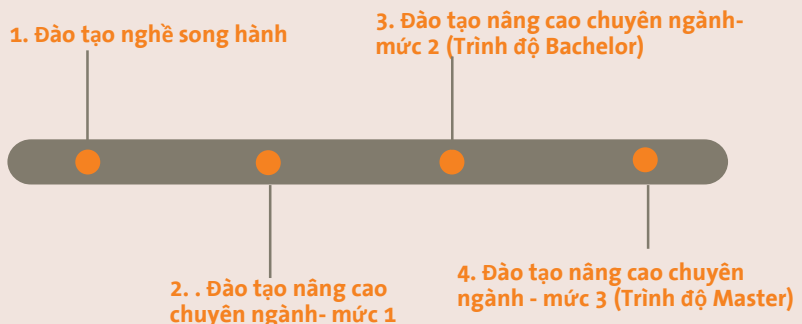 1. Đào tạo nghề song hành
2. . Đào tạo nâng cao
chuyên ngành- mức 1
3. Đào tạo nâng cao chuyên ngành-
mức 2 (Trình độ Bachelor)
4. Đào tạo nâng cao chuyên
ngành - mức 3 (Trình độ Master)